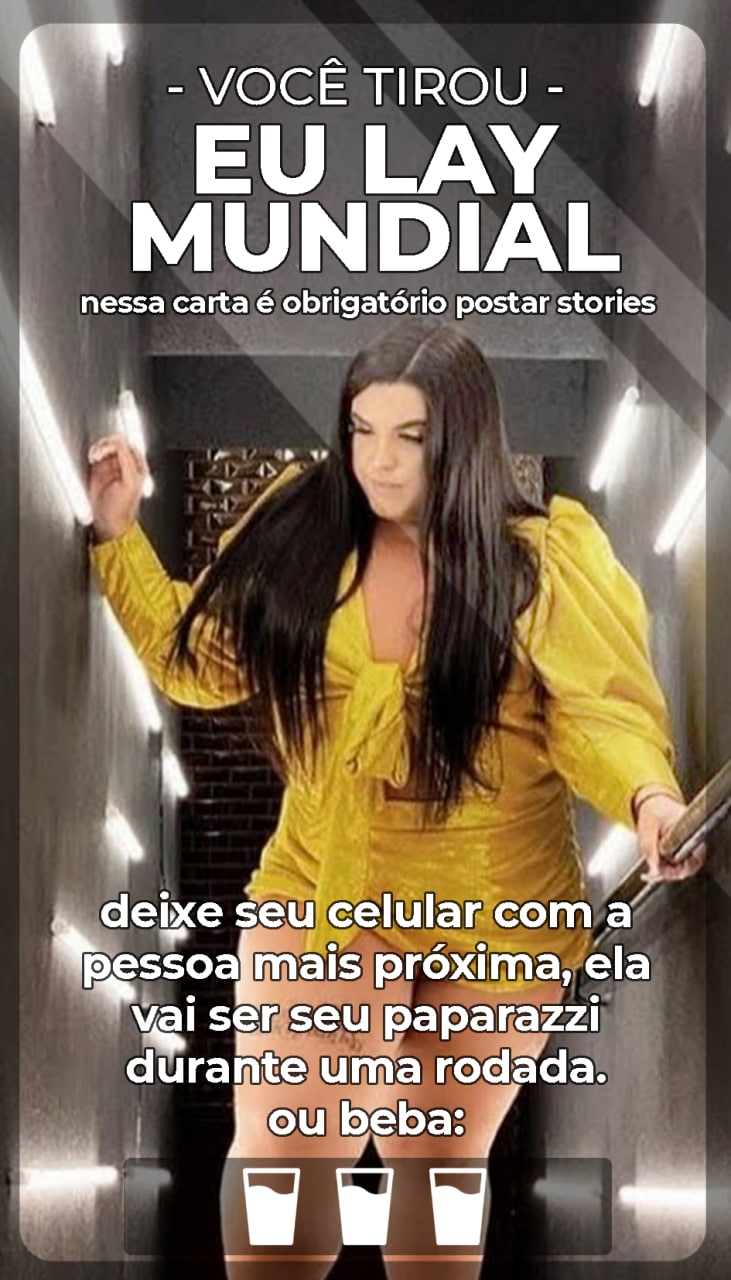 - VOCÊ TIROU -
EU LAY
MUNDIAL
nessa carta é obrigatório postar stories
deixe seu celular com a
pessoa mais próxima, ela
vai ser seu paparazzi
durante uma rodada.
ou beba: